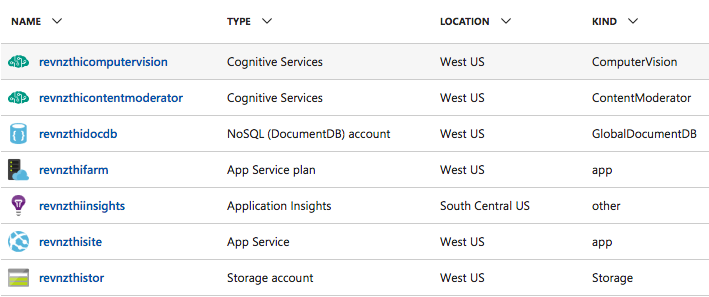 NAME TYPE LOCATION KIND
revnzthicomputervision Cognitive Services West US ComputerVision
revnzthicontentmoderator Cognitive Services West US ContentModerator
revnzthidocdb NoSQL (DocumentDB) account West US GlobalDocumentDB
revnzthifarm App Service plan West US app
revnzthiinsights Application Insights South Central US other
revnzthisite App Service West US app
revnzthistor Storage account West US Storage